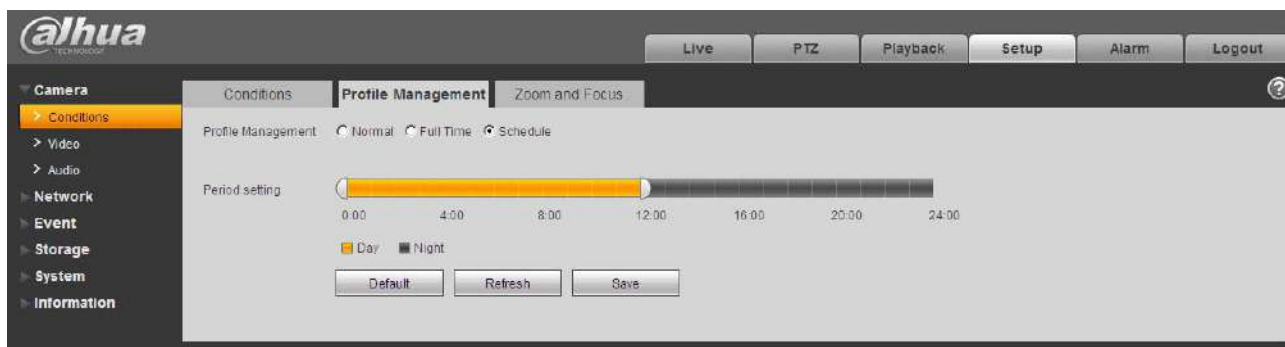 alhua
TECHNOLOGY
Live PTZ Playback Setup Alarm Logout
Camera
> Conditions
> Video
> Audio
Network
Event
Storage
System
Information
Conditions Profile Management Zoom and Focus
Profile Management Normal Full Time Schedule
Period setting
0:00 4:00 8:00 12:00 16:00 20:00 24:00
Day Night
Default Refresh Save
?